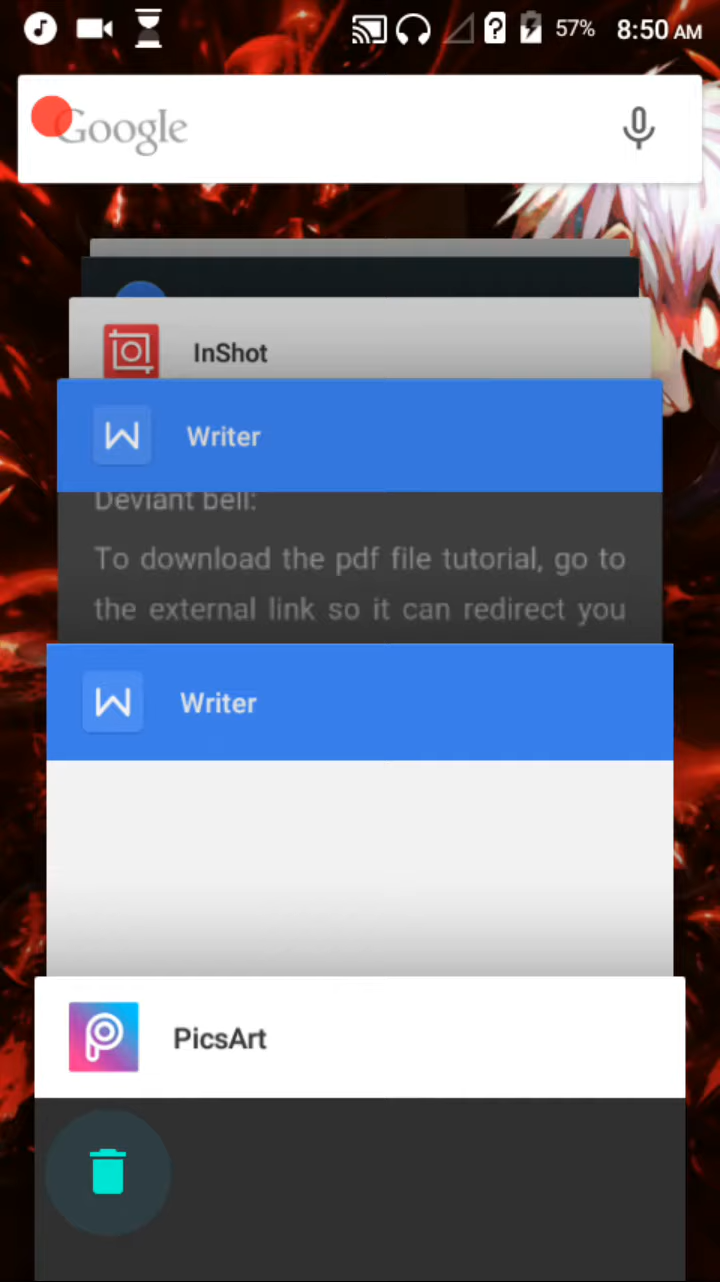 57% 8:50 AM
Google
InShot
Writer
Deviant bell:
To download the pdf file tutorial, go to
the external link so it can redirect you
Writer
PicsArt